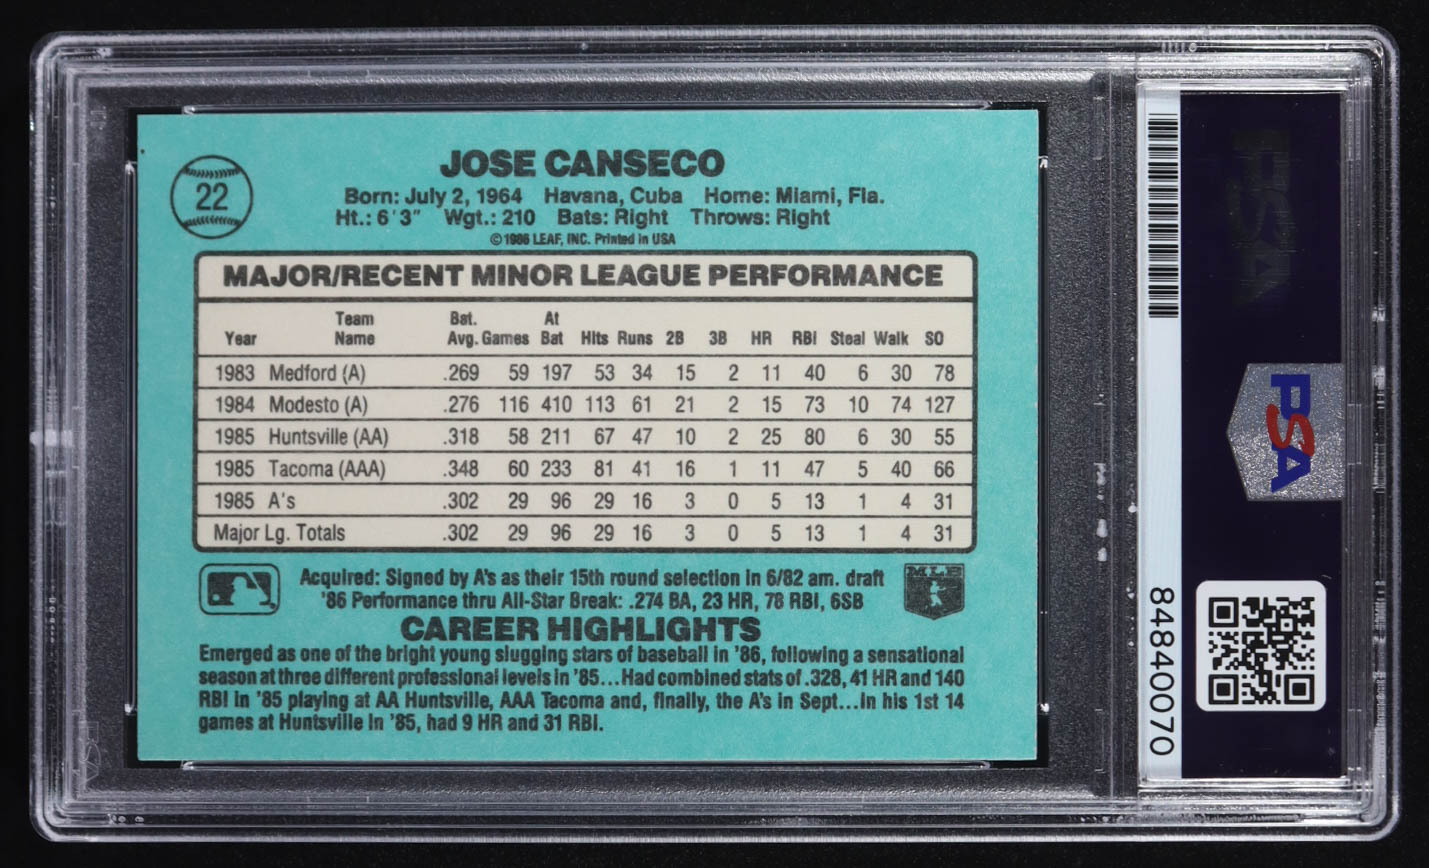 22
JOSE CANSECO
Born: July 2, 1964 Havana, Cuba Home: Miami, Fla.
Ht.: 6'3" Wgt.: 210 Bats: Right Throws: Right
© 1986 LEAF, INC. Printed in USA
MAJOR/RECENT MINOR LEAGUE PERFORMANCE
Year Team Name Bat. Avg. Games At Bat Hits Runs 2B 3B HR RBI Steal Walk SO
1983 Medford (A) .269 59 197 53 34 15 2 11 40 6 30 78
1984 Modesto (A) .276 116 410 113 61 21 2 15 73 10 74 127
1985 Huntsville (AA) .318 58 211 67 47 10 2 25 80 6 30 55
1985 Tacoma (AAA) .348 60 233 81 41 16 1 11 47 5 40 66
1985 A's .302 29 96 29 16 3 0 5 13 1 4 31
Major Lg. Totals .302 29 96 29 16 3 0 5 13 1 4 31
Acquired: Signed by A's as their 15th round selection in 6/82 am. draft
'86 Performance thru All-Star Break: .274 BA, 23 HR, 78 RBI, 6SB
MLB
CAREER HIGHLIGHTS
Emerged as one of the bright young slugging stars of baseball in '86, following a sensational
season at three different professional levels in '85...Had combined stats of .328, 41 HR and 140
RBI in '85 playing at AA Huntsville, AAA Tacoma and, finally, the A's in Sept...In his 1st 14
games at Huntsville in '85, had 9 HR and 31 RBI.
PSA
PSA
84840070